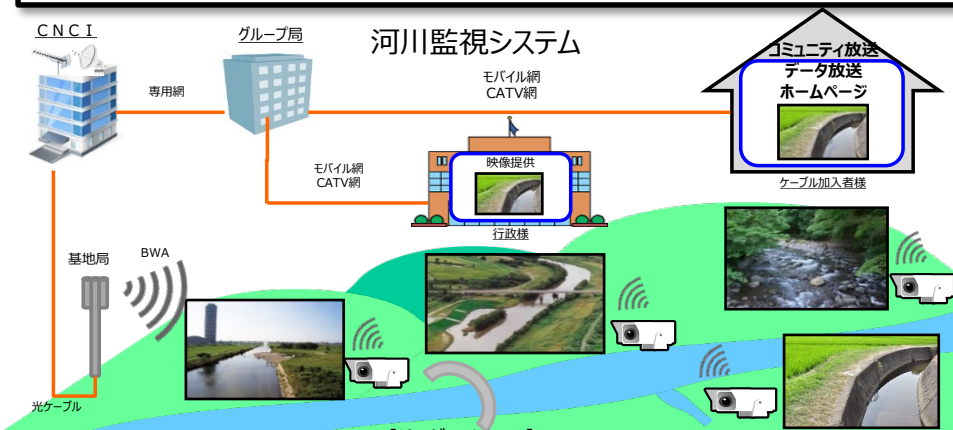 CNCI
グループ局
河川監視システム
コミュニティ放送
データ放送
ホームページ
専用網
モバイル網
CATV網
モバイル網
CATV網
映像提供
行政様
ケーブル加入者様
基地局
BWA
光ケーブル